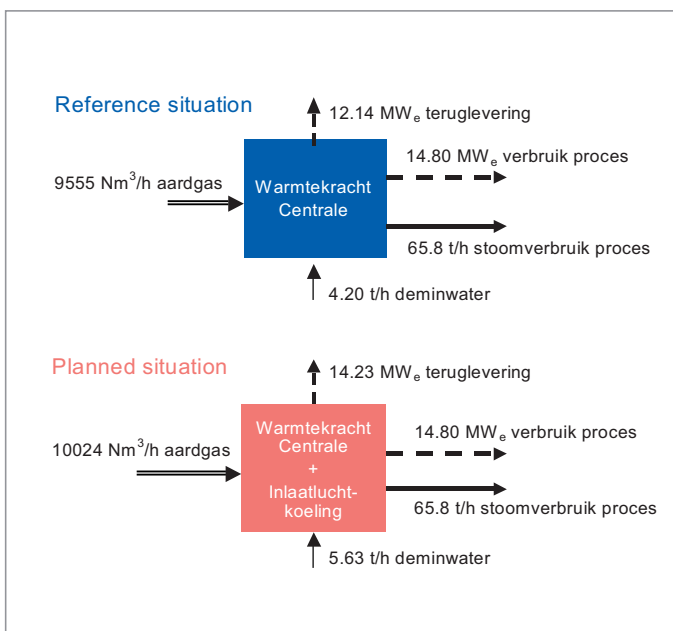 Reference situation
12.14 MWₑ teruglevering
14.80 MWₑ verbruik proces
9555 Nm³/h aardgas
Warmtekracht
Centrale
65.8 t/h stoomverbruik proces
4.20 t/h deminwater
Planned situation
14.23 MWₑ teruglevering
Warmtekracht
Centrale
+
Inlaatlucht-
koeling
14.80 MWₑ verbruik proces
10024 Nm³/h aardgas
65.8 t/h stoomverbruik proces
5.63 t/h deminwater